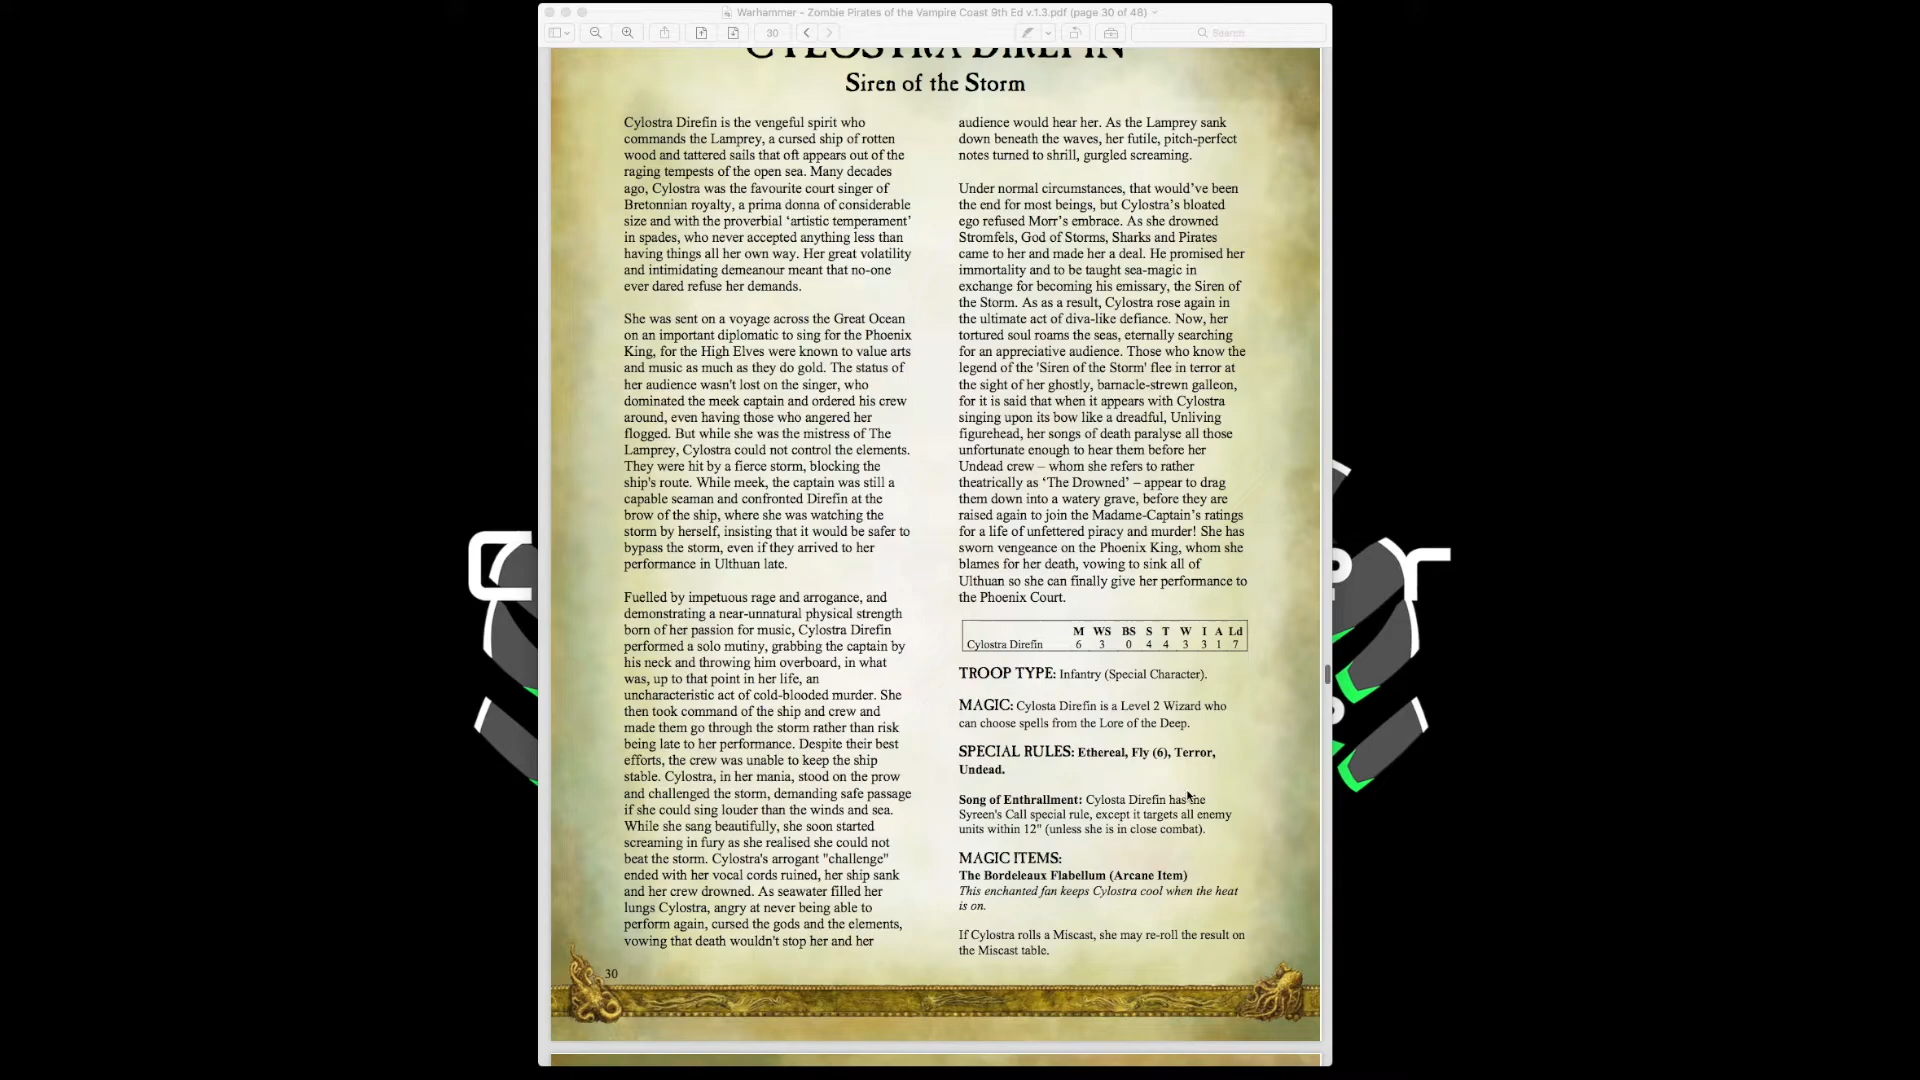 Warhammer - Zombie Pirates of the Vampire Coast 9th Ed v.1.3.pdf (page 30 of 48)
30
Search
CYLOSTRA DIREFIN
Siren of the Storm
Cylostra Direfin is the vengeful spirit who
commands the Lamprey, a cursed ship of rotten
wood and tattered sails that oft appears out of the
raging tempests of the open sea. Many decades
ago, Cylostra was the favourite court singer of
Bretonnian royalty, a prima donna of considerable
size and with the proverbial ‘artistic temperament’
in spades, who never accepted anything less than
having things all her own way. Her great volatility
and intimidating demeanour meant that no-one
ever dared refuse her demands.
She was sent on a voyage across the Great Ocean
on an important diplomatic to sing for the Phoenix
King, for the High Elves were known to value arts
and music as much as they do gold. The status of
her audience wasn't lost on the singer, who
dominated the meek captain and ordered his crew
around, even having those who angered her
flogged. But while she was the mistress of The
Lamprey, Cylostra could not control the elements.
They were hit by a fierce storm, blocking the
ship's route. While meek, the captain was still a
capable seaman and confronted Direfin at the
brow of the ship, where she was watching the
storm by herself, insisting that it would be safer to
bypass the storm, even if they arrived to her
performance in Ulthuan late.
Fuelled by impetuous rage and arrogance, and
demonstrating a near-unnatural physical strength
born of her passion for music, Cylostra Direfin
performed a solo mutiny, grabbing the captain by
his neck and throwing him overboard, in what
was, up to that point in her life, an
uncharacteristic act of cold-blooded murder. She
then took command of the ship and crew and
made them go through the storm rather than risk
being late to her performance. Despite their best
efforts, the crew was unable to keep the ship
stable. Cylostra, in her mania, stood on the prow
and challenged the storm, demanding safe passage
if she could sing louder than the winds and sea.
While she sang beautifully, she soon started
screaming in fury as she realised she could not
beat the storm. Cylostra's arrogant "challenge"
ended with her vocal cords ruined, her ship sank
and her crew drowned. As seawater filled her
lungs Cylostra, angry at never being able to
perform again, cursed the gods and the elements,
vowing that death wouldn't stop her and her
audience would hear her. As the Lamprey sank
down beneath the waves, her futile, pitch-perfect
notes turned to shrill, gurgled screaming.
Under normal circumstances, that would’ve been
the end for most beings, but Cylostra’s bloated
ego refused Morr’s embrace. As she drowned
Stromfels, God of Storms, Sharks and Pirates
came to her and made her a deal. He promised her
immortality and to be taught sea-magic in
exchange for becoming his emissary, the Siren of
the Storm. As as a result, Cylostra rose again in
the ultimate act of diva-like defiance. Now, her
tortured soul roams the seas, eternally searching
for an appreciative audience. Those who know the
legend of the 'Siren of the Storm' flee in terror at
the sight of her ghostly, barnacle-strewn galleon,
for it is said that when it appears with Cylostra
singing upon its bow like a dreadful, Unliving
figurehead, her songs of death paralyse all those
unfortunate enough to hear them before her
Undead crew – whom she refers to rather
theatrically as ‘The Drowned’ – appear to drag
them down into a watery grave, before they are
raised again to join the Madame-Captain’s ratings
for a life of unfettered piracy and murder! She has
sworn vengeance on the Phoenix King, whom she
blames for her death, vowing to sink all of
Ulthuan so she can finally give her performance to
the Phoenix Court.
M WS BS S T W I A Ld
Cylostra Direfin 6 3 0 4 4 3 3 1 7
TROOP TYPE: Infantry (Special Character).
MAGIC: Cylosta Direfin is a Level 2 Wizard who
can choose spells from the Lore of the Deep.
SPECIAL RULES: Ethereal, Fly (6), Terror,
Undead.
Song of Enthrallment: Cylosta Direfin has the
Syreen's Call special rule, except it targets all enemy
units within 12" (unless she is in close combat).
MAGIC ITEMS:
The Bordeleaux Flabellum (Arcane Item)
This enchanted fan keeps Cylostra cool when the heat
is on.
If Cylostra rolls a Miscast, she may re-roll the result on
the Miscast table.
30